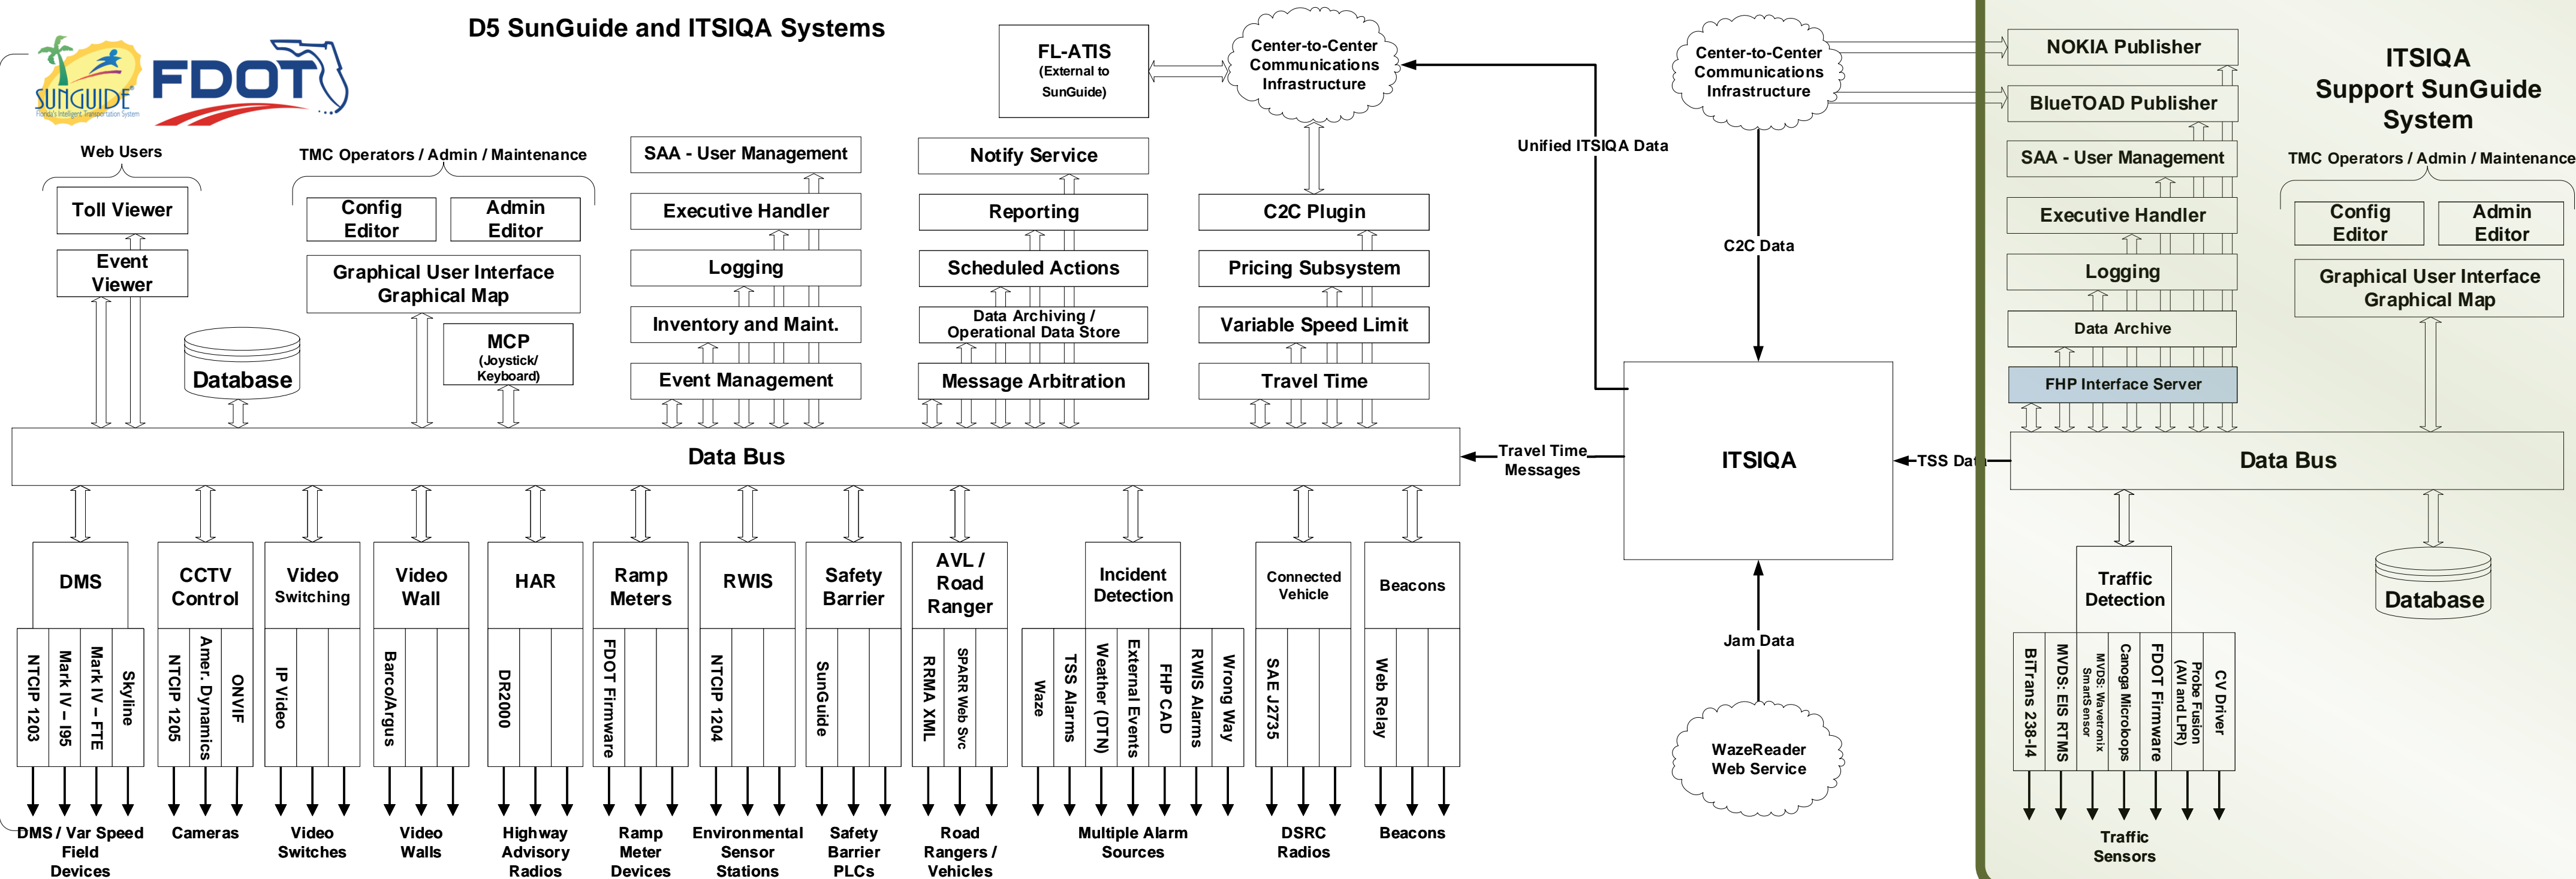 D5 SunGuide and ITSIQA Systems
SUNGUIDE®
Florida's Intelligent Transportation System
FDOT
Web Users
Toll Viewer
Event
Viewer
TMC Operators / Admin / Maintenance
Config
Editor
Admin
Editor
Graphical User Interface
Graphical Map
MCP
(Joystick/
Keyboard)
Database
SAA - User Management
Executive Handler
Logging
Inventory and Maint.
Event Management
Notify Service
Reporting
Scheduled Actions
Data Archiving /
Operational Data Store
Message Arbitration
FL-ATIS
(External to
SunGuide)
Center-to-Center
Communications
Infrastructure
C2C Plugin
Pricing Subsystem
Variable Speed Limit
Travel Time
Data Bus
DMS
NTCIP 1203
Mark IV – I95
Mark IV – FTE
Skyline
DMS / Var Speed
Field
Devices
CCTV
Control
NTCIP 1205
Amer. Dynamics
ONVIF
Cameras
Video
Switching
IP Video
Video
Switches
Video
Wall
Barco/Argus
Video
Walls
HAR
DR2000
Highway
Advisory
Radios
Ramp
Meters
FDOT Firmware
Ramp
Meter
Devices
RWIS
NTCIP 1204
Environmental
Sensor
Stations
Safety
Barrier
SunGuide
Safety
Barrier
PLCs
AVL /
Road
Ranger
RRMA XML
SPARR Web Svc
Road
Rangers /
Vehicles
Incident
Detection
Waze
TSS Alarms
Weather (DTN)
External Events
FHP CAD
RWIS Alarms
Wrong Way
Multiple Alarm
Sources
Connected
Vehicle
SAE J2735
DSRC
Radios
Beacons
Web Relay
Beacons
Unified ITSIQA Data
Center-to-Center
Communications
Infrastructure
C2C Data
Travel Time
Messages
ITSIQA
TSS Data
Jam Data
WazeReader
Web Service
NOKIA Publisher
BlueTOAD Publisher
SAA - User Management
Executive Handler
Logging
Data Archive
FHP Interface Server
ITSIQA
Support SunGuide
System
TMC Operators / Admin / Maintenance
Config
Editor
Admin
Editor
Graphical User Interface
Graphical Map
Data Bus
Traffic
Detection
BiTrans 238-I4
MVDS: EIS RTMS
MVDS: Wavetronix
SmartSensor
Canoga Microloops
FDOT Firmware
Probe Fusion
(AVI and LPR)
CV Driver
Traffic
Sensors
Database